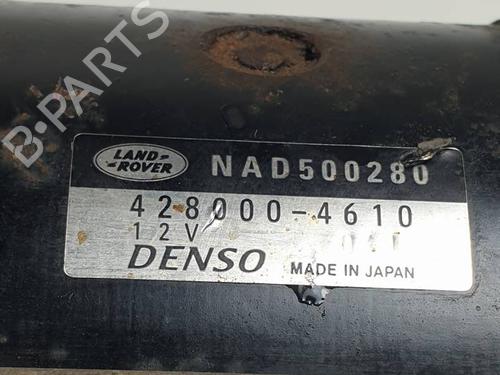 B-PARTS
LAND-
-ROVER
NAD500280
428000-4610
12V
DENSO MADE IN JAPAN